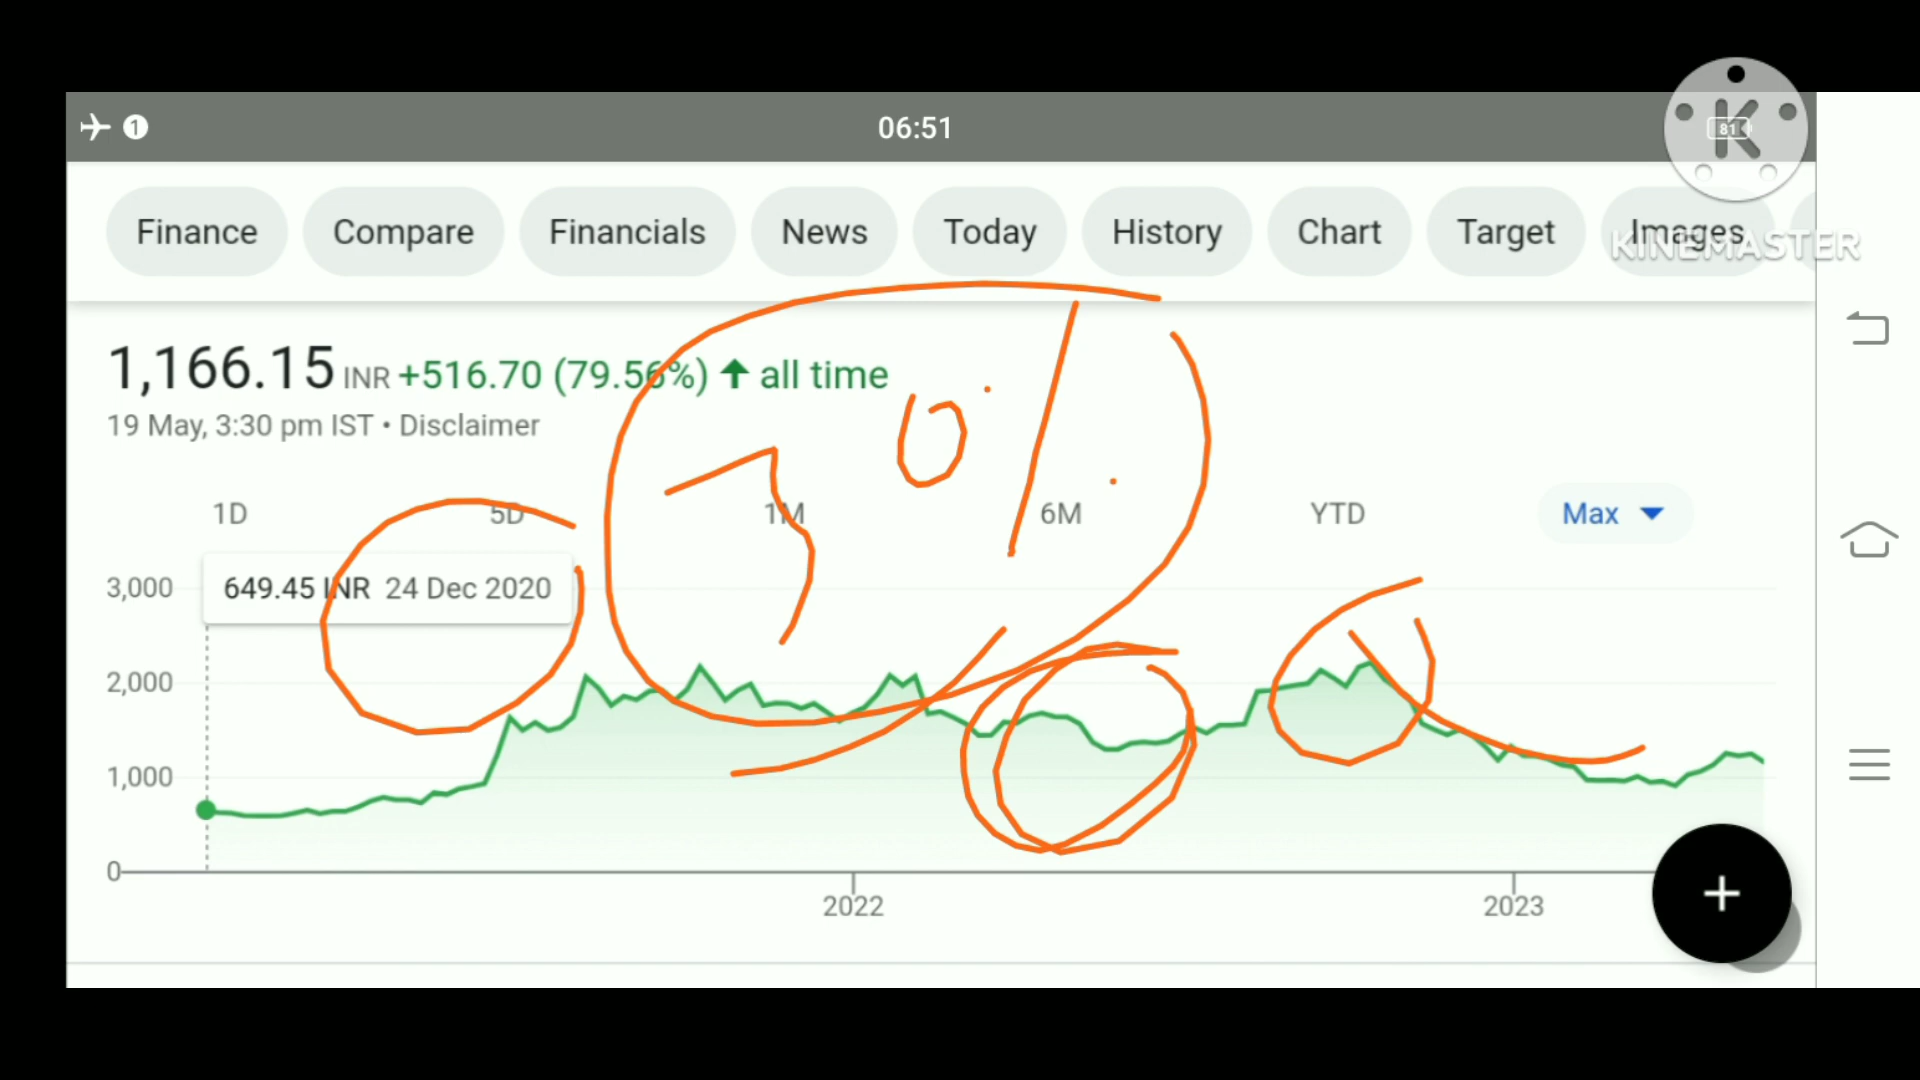 06:51
81
KINEMASTER
Finance Compare Financials News Today History Chart Target Images
1,166.15 INR +516.70 (79.56%) all time
19 May, 3:30 pm IST • Disclaimer
1D 5D 1M 6M YTD Max
649.45 INR 24 Dec 2020
3,000
2,000
1,000
0
2022 2023